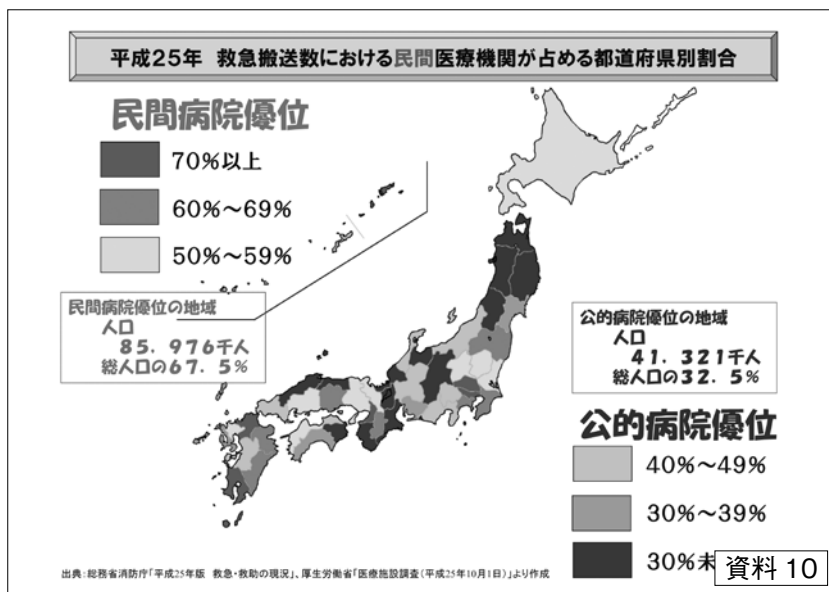 平成25年 救急搬送数における民間医療機関が占める都道府県別割合
民間病院優位
70%以上
60%～69%
50%～59%
民間病院優位の地域
人口
85．976千人
総人口の67．5%
公的病院優位の地域
人口
41．321千人
総人口の32．5%
公的病院優位
40%～49%
30%～39%
30%未
資料 10
出典：総務省消防庁「平成25年版 救急・救助の現況」、厚生労働省「医療施設調査（平成25年10月1日）」より作成